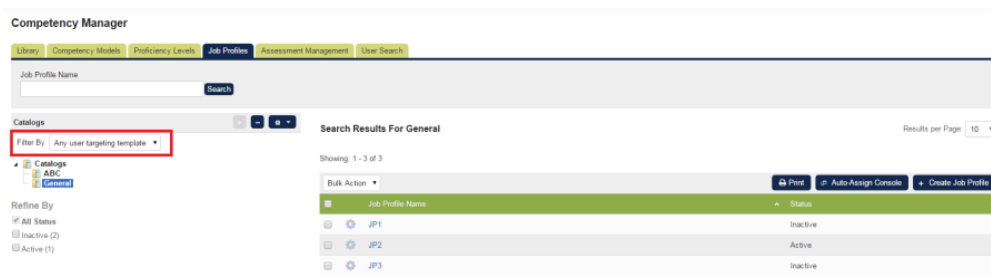 Competency Manager
Library Competency Models Proficiency Levels Job Profiles Assessment Management User Search
Job Profile Name
Search
Catalogs
Filter By Any user targeting template
Catalogs
ABC
General
Refine By
All Status
Inactive (2)
Active (1)
Search Results For General
Results per Page: 10
Showing: 1 - 3 of 3
Bulk Action
Print Auto-Assign Console + Create Job Profile
Job Profile Name Status
JP1 Inactive
JP2 Active
JP3 Inactive